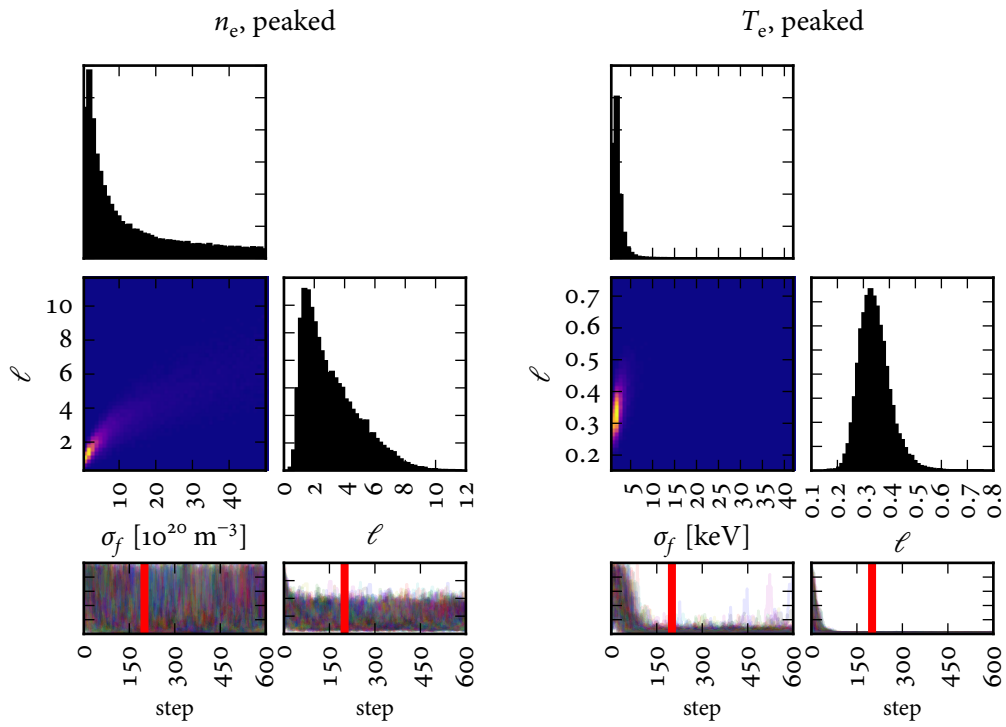 nₑ, peaked
Tₑ, peaked
ℓ
10
8
6
4
2
10 20 30 40
0 2 4 6 8 10 12
σ_f [10²⁰ m⁻³]
ℓ
0 150 300 450 600
step
0 150 300 450 600
step
ℓ
0.7
0.6
0.5
0.4
0.3
0.2
5 10 15 20 25 30 35 40
0.1 0.2 0.3 0.4 0.5 0.6 0.7 0.8
σ_f [keV]
ℓ
0 150 300 450 600
step
0 150 300 450 600
step